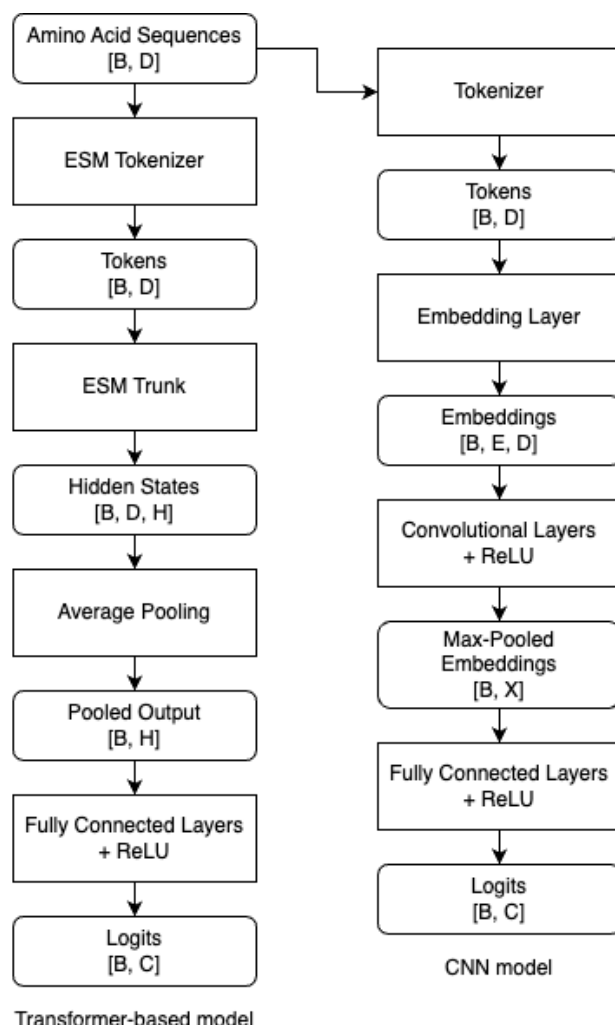 Amino Acid Sequences
[B, D]
ESM Tokenizer
Tokens
[B, D]
ESM Trunk
Hidden States
[B, D, H]
Average Pooling
Pooled Output
[B, H]
Fully Connected Layers
+ ReLU
Logits
[B, C]
Transformer-based model
Tokenizer
Tokens
[B, D]
Embedding Layer
Embeddings
[B, E, D]
Convolutional Layers
+ ReLU
Max-Pooled
Embeddings
[B, X]
Fully Connected Layers
+ ReLU
Logits
[B, C]
CNN model